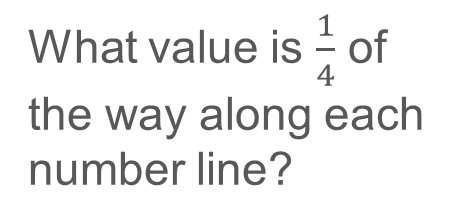 What value is 1/4 of
the way along each
number line?